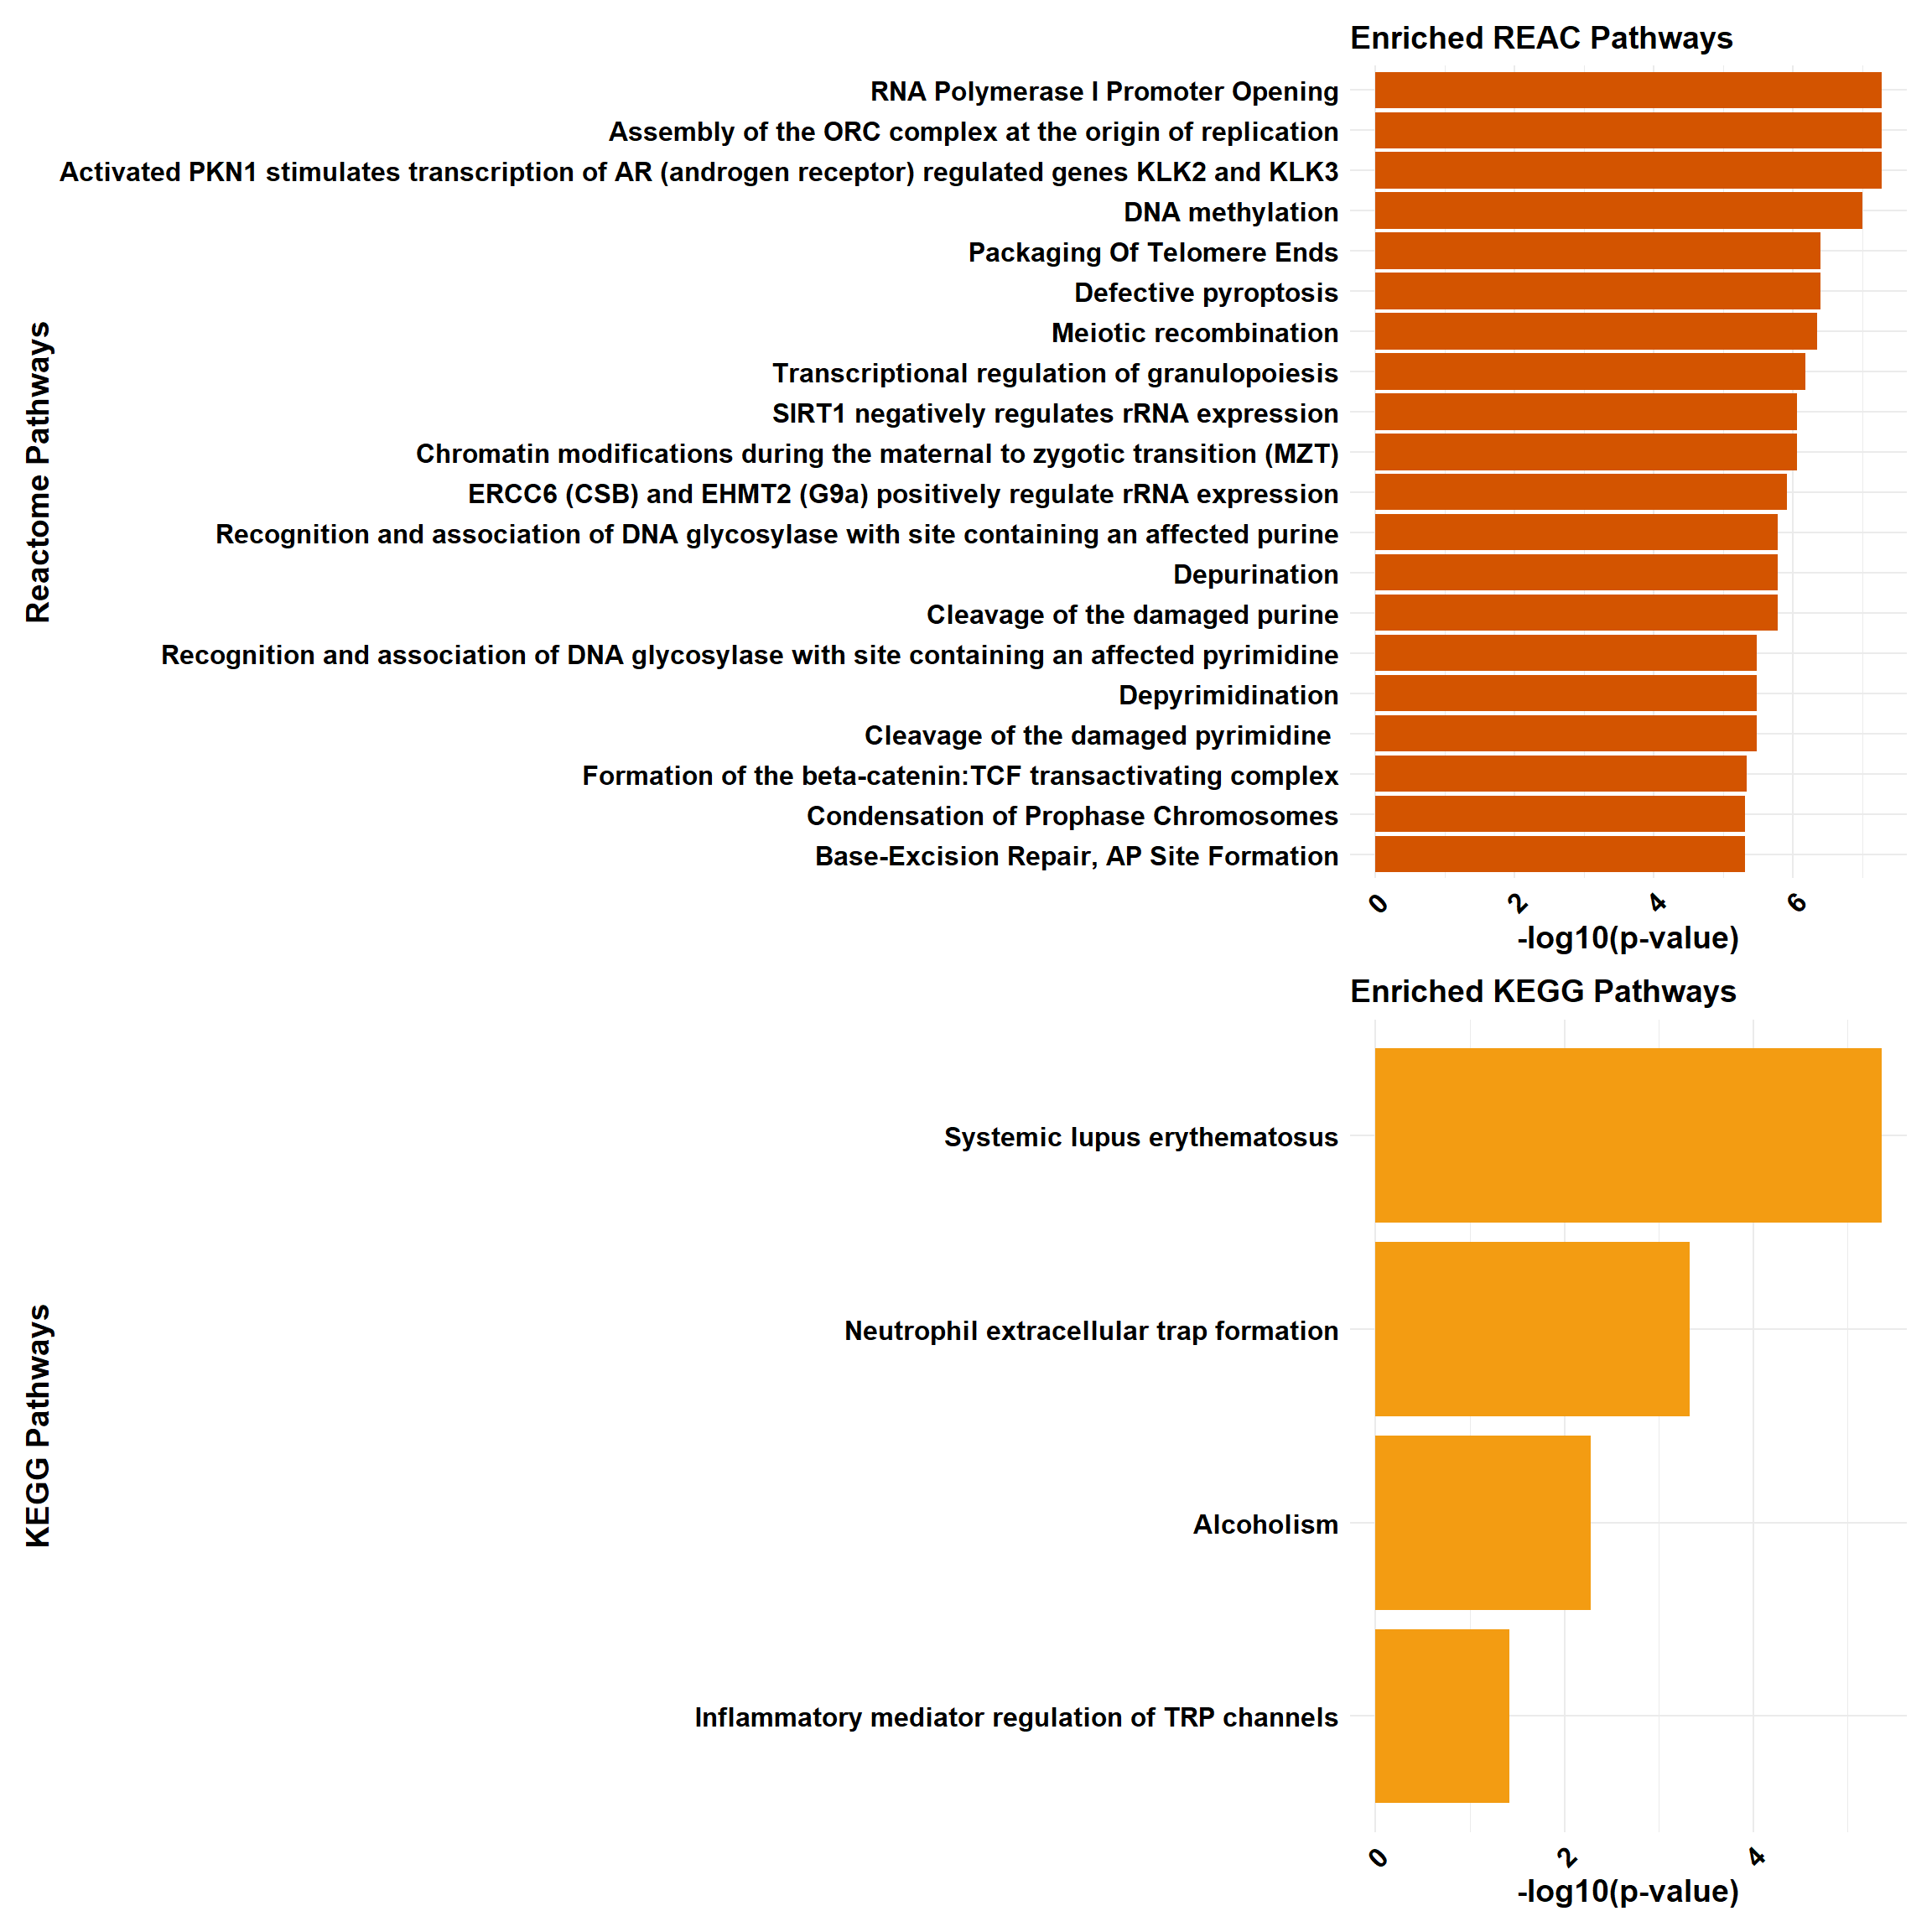 Enriched REAC Pathways
Reactome Pathways
RNA Polymerase I Promoter Opening
Assembly of the ORC complex at the origin of replication
Activated PKN1 stimulates transcription of AR (androgen receptor) regulated genes KLK2 and KLK3
DNA methylation
Packaging Of Telomere Ends
Defective pyroptosis
Meiotic recombination
Transcriptional regulation of granulopoiesis
SIRT1 negatively regulates rRNA expression
Chromatin modifications during the maternal to zygotic transition (MZT)
ERCC6 (CSB) and EHMT2 (G9a) positively regulate rRNA expression
Recognition and association of DNA glycosylase with site containing an affected purine
Depurination
Cleavage of the damaged purine
Recognition and association of DNA glycosylase with site containing an affected pyrimidine
Depyrimidination
Cleavage of the damaged pyrimidine
Formation of the beta-catenin:TCF transactivating complex
Condensation of Prophase Chromosomes
Base-Excision Repair, AP Site Formation
0 2 4 6
-log10(p-value)
Enriched KEGG Pathways
KEGG Pathways
Systemic lupus erythematosus
Neutrophil extracellular trap formation
Alcoholism
Inflammatory mediator regulation of TRP channels
0 2 4
-log10(p-value)